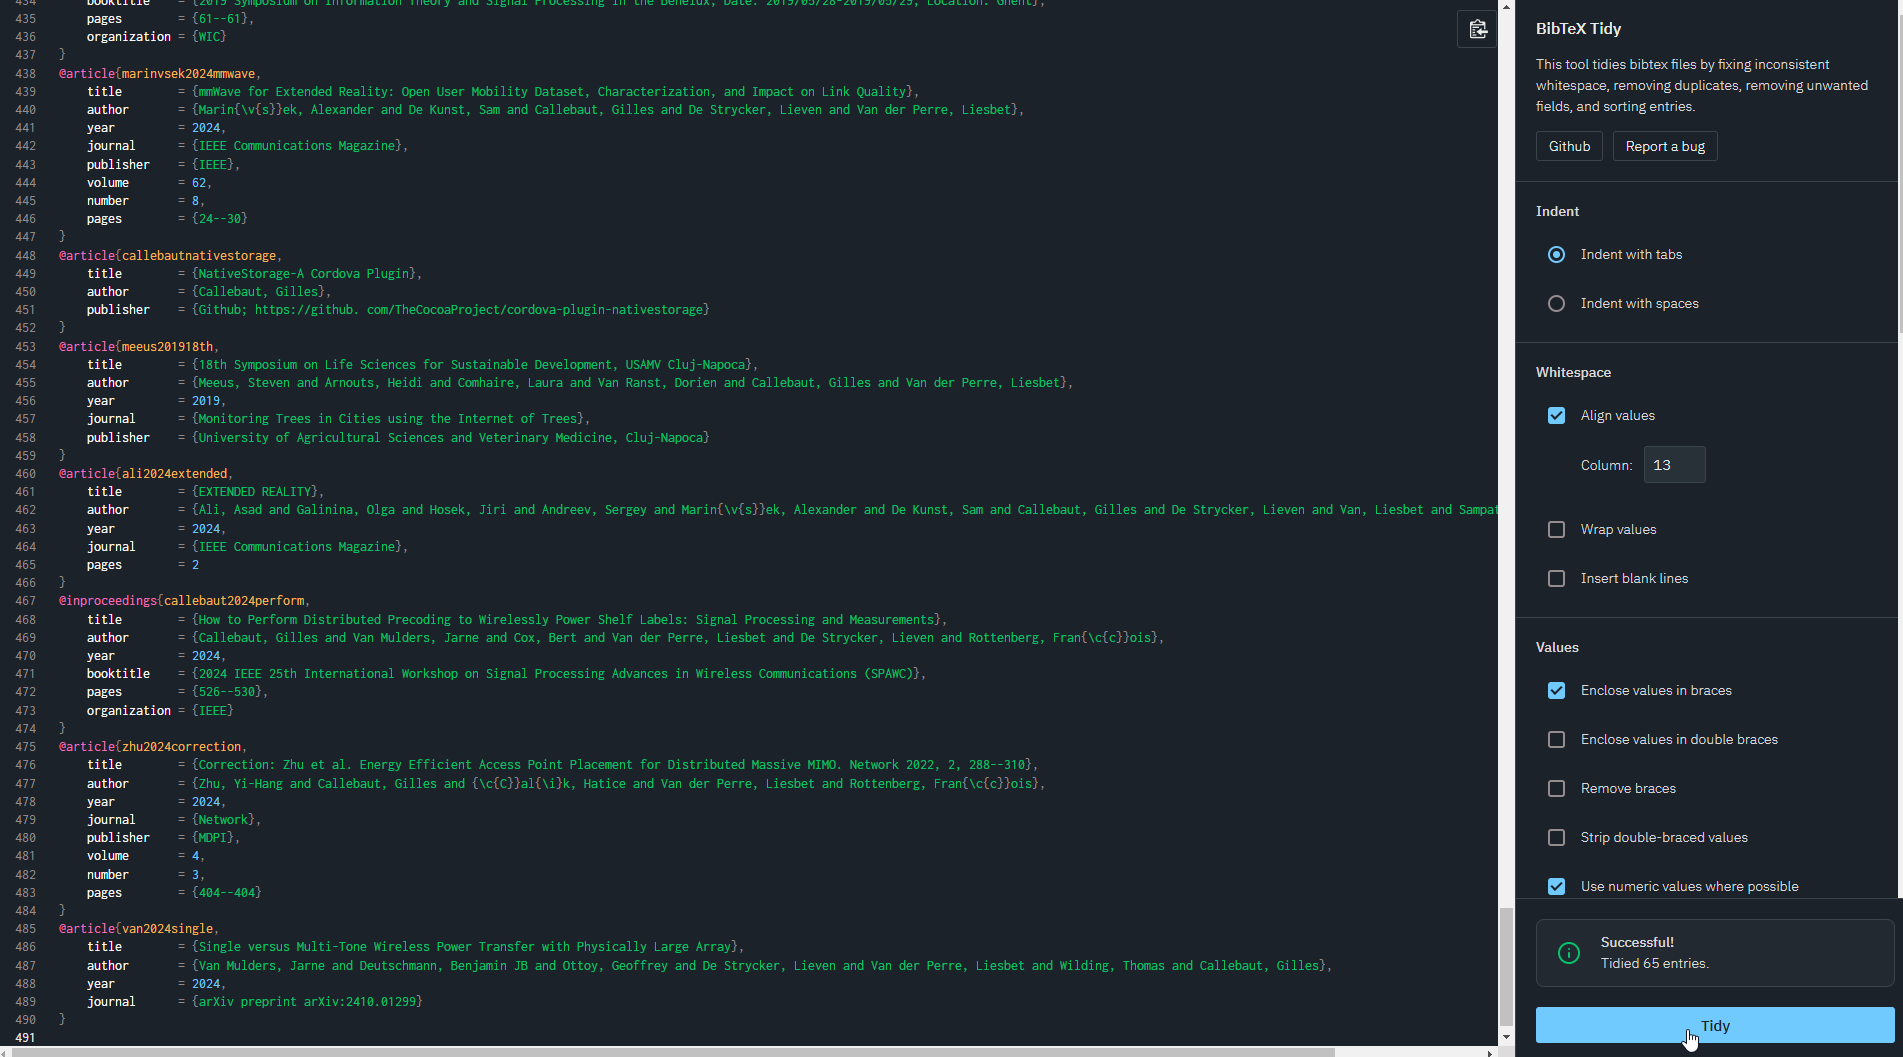 434 booktitle = {2019 Symposium on Information Theory and Signal Processing in the Benelux, Date: 2019/05/28-2019/05/29, Location: Ghent},
435 pages = {61--61},
436 organization = {WIC}
437 }
438 @article{marinvsek2024mmwave,
439 title = {mmWave for Extended Reality: Open User Mobility Dataset, Characterization, and Impact on Link Quality},
440 author = {Marin{\v{s}}ek, Alexander and De Kunst, Sam and Callebaut, Gilles and De Strycker, Lieven and Van der Perre, Liesbet},
441 year = 2024,
442 journal = {IEEE Communications Magazine},
443 publisher = {IEEE},
444 volume = 62,
445 number = 8,
446 pages = {24--30}
447 }
448 @article{callebautnativestorage,
449 title = {NativeStorage-A Cordova Plugin},
450 author = {Callebaut, Gilles},
451 publisher = {Github; https://github. com/TheCocoaProject/cordova-plugin-nativestorage}
452 }
453 @article{meeus201918th,
454 title = {18th Symposium on Life Sciences for Sustainable Development, USAMV Cluj-Napoca},
455 author = {Meeus, Steven and Arnouts, Heidi and Comhaire, Laura and Van Ranst, Dorien and Callebaut, Gilles and Van der Perre, Liesbet},
456 year = 2019,
457 journal = {Monitoring Trees in Cities using the Internet of Trees},
458 publisher = {University of Agricultural Sciences and Veterinary Medicine, Cluj-Napoca}
459 }
460 @article{ali2024extended,
461 title = {EXTENDED REALITY},
462 author = {Ali, Asad and Galinina, Olga and Hosek, Jiri and Andreev, Sergey and Marin{\v{s}}ek, Alexander and De Kunst, Sam and Callebaut, Gilles and De Strycker, Lieven and Van, Liesbet and Sampat
463 year = 2024,
464 journal = {IEEE Communications Magazine},
465 pages = 2
466 }
467 @inproceedings{callebaut2024perform,
468 title = {How to Perform Distributed Precoding to Wirelessly Power Shelf Labels: Signal Processing and Measurements},
469 author = {Callebaut, Gilles and Van Mulders, Jarne and Cox, Bert and Van der Perre, Liesbet and De Strycker, Lieven and Rottenberg, Fran{\c{c}}ois},
470 year = 2024,
471 booktitle = {2024 IEEE 25th International Workshop on Signal Processing Advances in Wireless Communications (SPAWC)},
472 pages = {526--530},
473 organization = {IEEE}
474 }
475 @article{zhu2024correction,
476 title = {Correction: Zhu et al. Energy Efficient Access Point Placement for Distributed Massive MIMO. Network 2022, 2, 288--310},
477 author = {Zhu, Yi-Hang and Callebaut, Gilles and {\c{C}}al{\i}k, Hatice and Van der Perre, Liesbet and Rottenberg, Fran{\c{c}}ois},
478 year = 2024,
479 journal = {Network},
480 publisher = {MDPI},
481 volume = 4,
482 number = 3,
483 pages = {404--404}
484 }
485 @article{van2024single,
486 title = {Single versus Multi-Tone Wireless Power Transfer with Physically Large Array},
487 author = {Van Mulders, Jarne and Deutschmann, Benjamin JB and Ottoy, Geoffrey and De Strycker, Lieven and Van der Perre, Liesbet and Wilding, Thomas and Callebaut, Gilles},
488 year = 2024,
489 journal = {arXiv preprint arXiv:2410.01299}
490 }
491
BibTeX Tidy
This tool tidies bibtex files by fixing inconsistent
whitespace, removing duplicates, removing unwanted
fields, and sorting entries.
Github
Report a bug
Indent
Indent with tabs
Indent with spaces
Whitespace
Align values
Column: 13
Wrap values
Insert blank lines
Values
Enclose values in braces
Enclose values in double braces
Remove braces
Strip double-braced values
Use numeric values where possible
Successful!
Tidied 65 entries.
Tidy